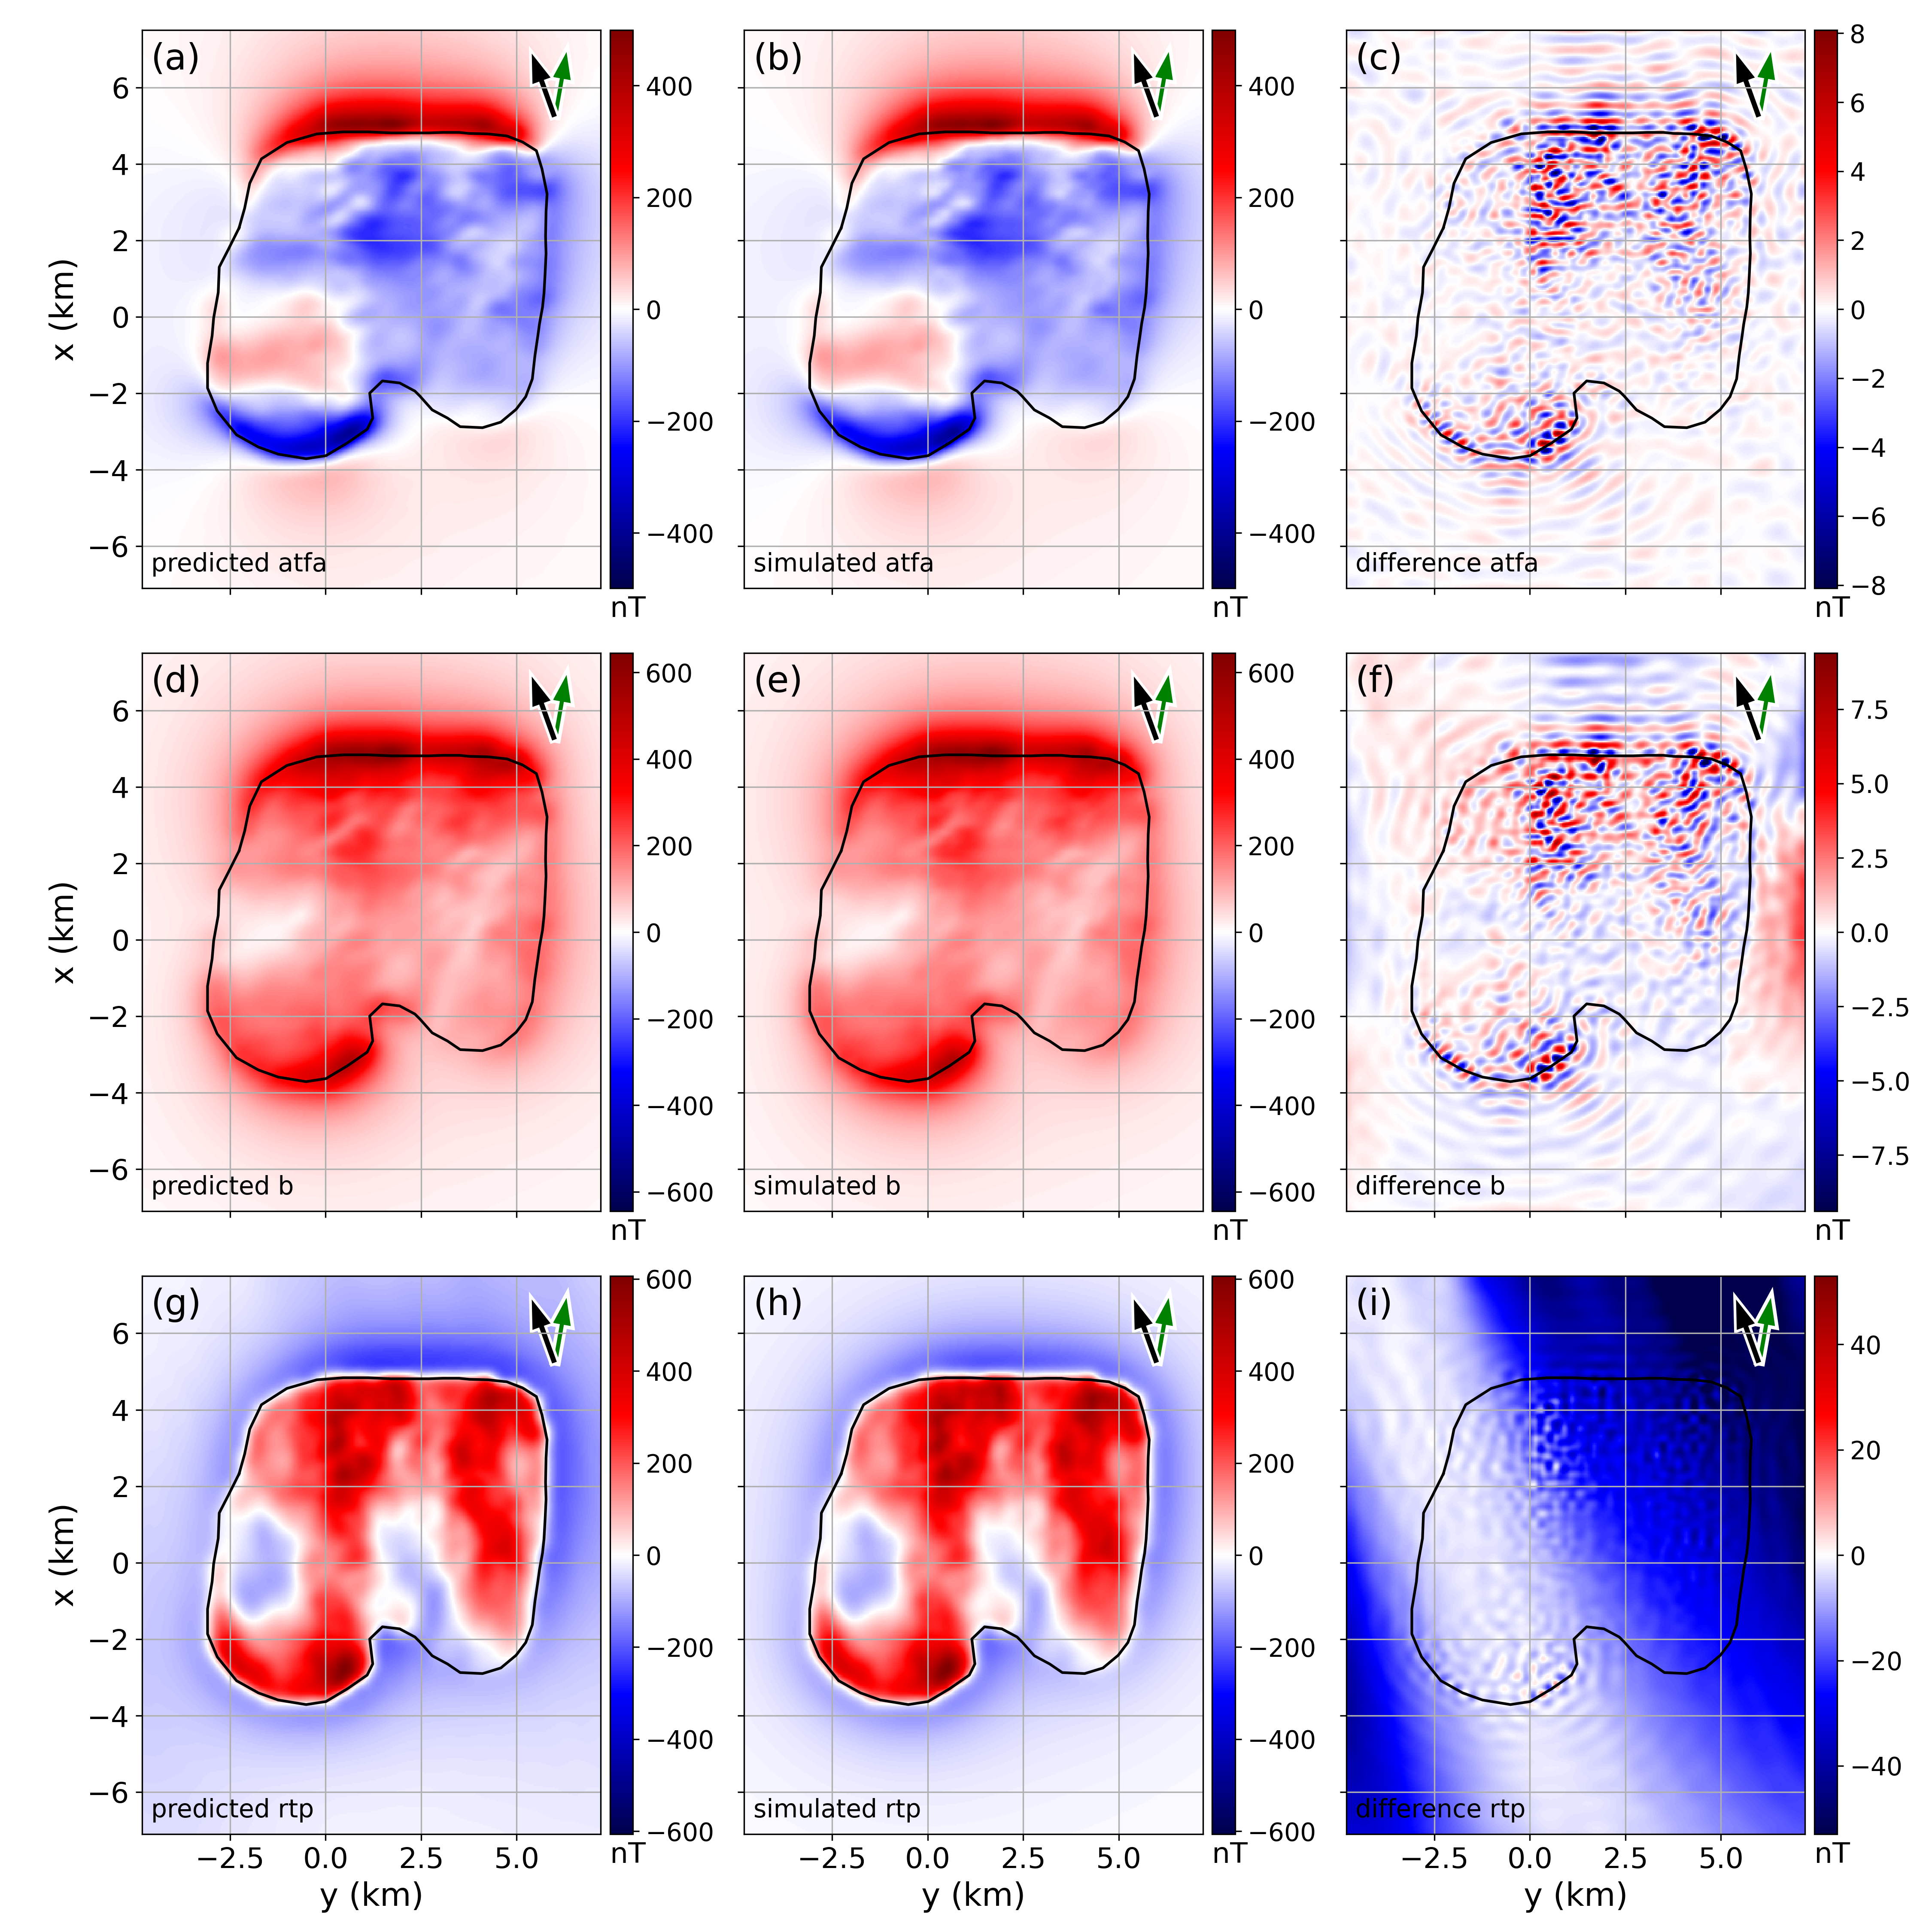 (a)
6
4
2
0
−2
−4
−6
x (km)
predicted atfa
400
200
0
−200
−400
nT
(b)
simulated atfa
400
200
0
−200
−400
nT
(c)
difference atfa
8
6
4
2
0
−2
−4
−6
−8
nT
(d)
6
4
2
0
−2
−4
−6
x (km)
predicted b
600
400
200
0
−200
−400
−600
nT
(e)
simulated b
600
400
200
0
−200
−400
−600
nT
(f)
difference b
7.5
5.0
2.5
0.0
−2.5
−5.0
−7.5
nT
(g)
6
4
2
0
−2
−4
−6
x (km)
predicted rtp
−2.5 0.0 2.5 5.0
y (km)
600
400
200
0
−200
−400
−600
nT
(h)
simulated rtp
−2.5 0.0 2.5 5.0
y (km)
600
400
200
0
−200
−400
−600
nT
(i)
difference rtp
−2.5 0.0 2.5 5.0
y (km)
40
20
0
−20
−40
nT